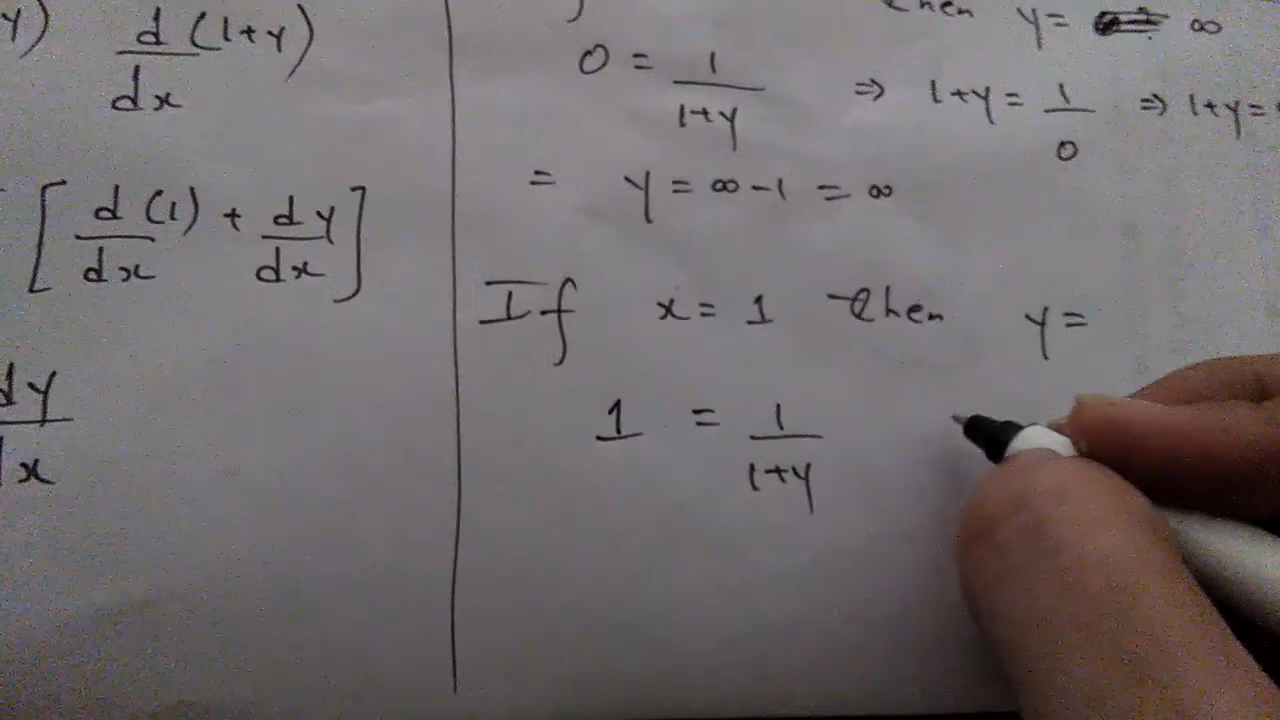 y) d/dx (1+y)
[ d(1)/dx + dy/dx ]
dy/dx
then y = ∞
0 = 1/(1+y) ⇒ 1+y = 1/0 ⇒ 1+y =
= y = ∞ - 1 = ∞
If x = 1 then y =
1 = 1/(1+y)